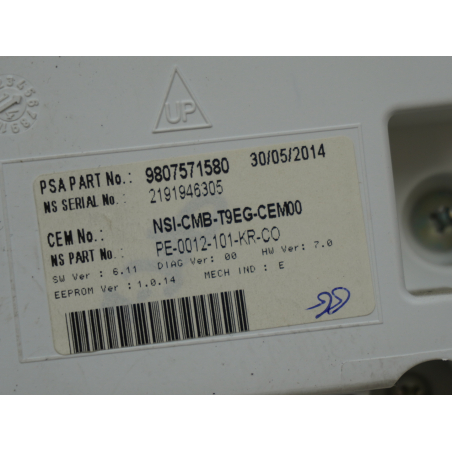 UP
PSA PART No.: 9807571580 30/05/2014
NS SERIAL No.: 2191946305
CEM No.: NSI-CMB-T9EG-CEM00
NS PART No.: PE-0012-101-KR-CO
SW Ver : 6.11 DIAG Ver: 00 HW Ver: 7.0
EEPROM Ver : 1.0.14 MECH IND : E